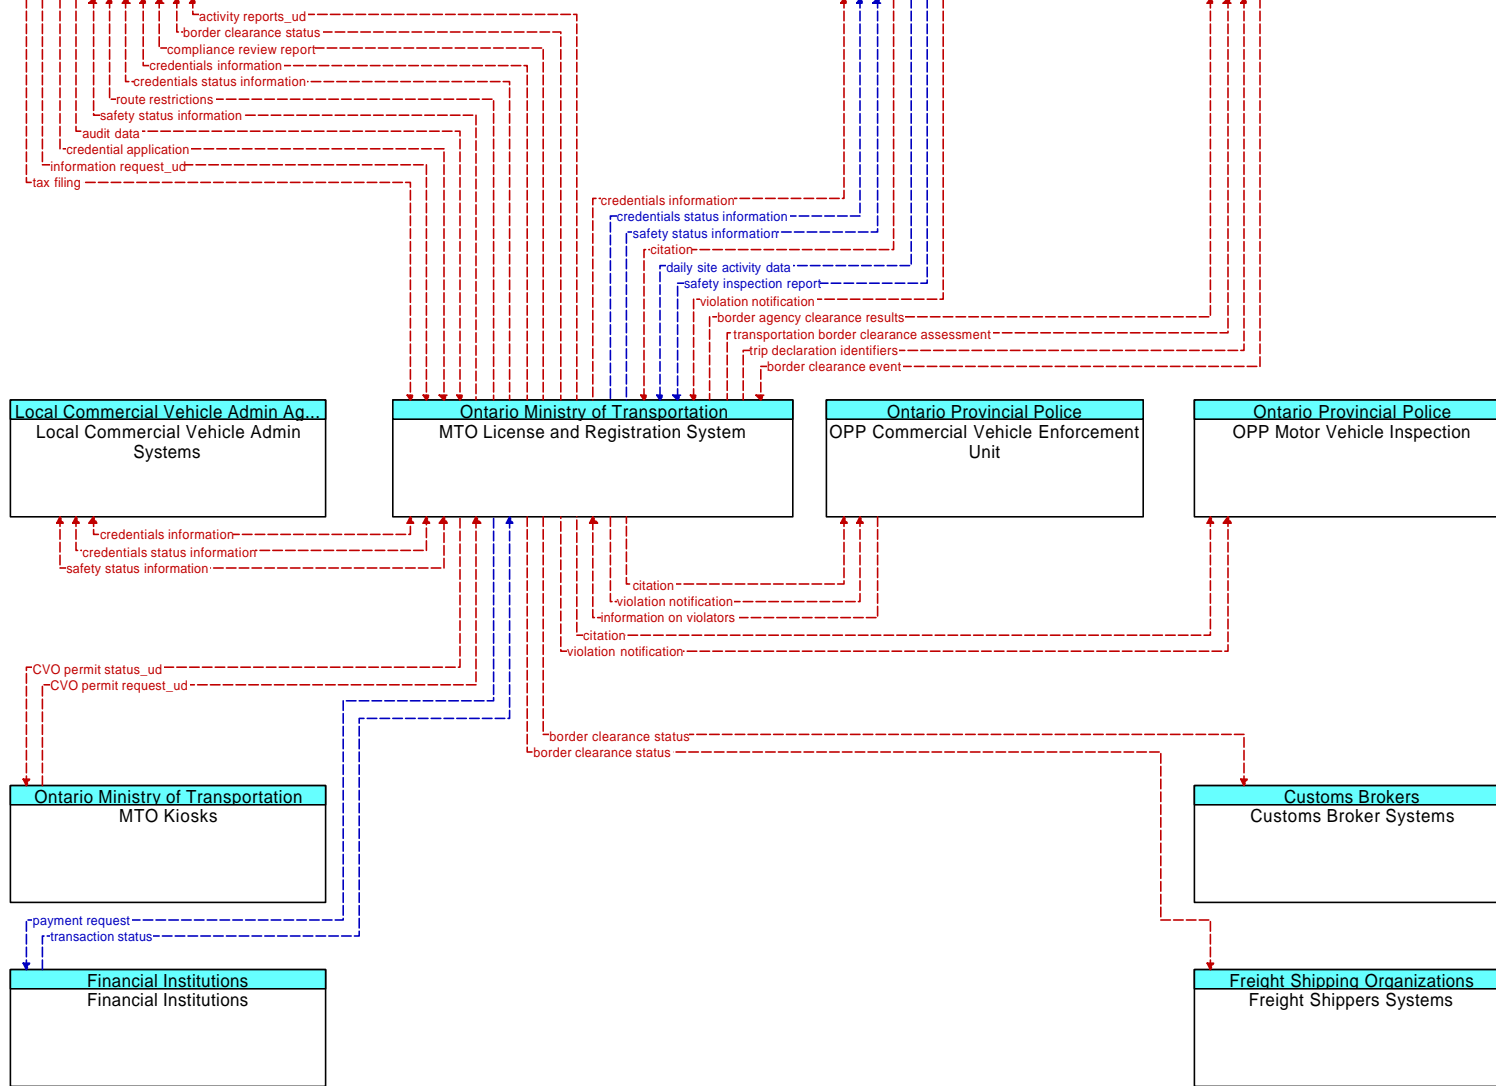 activity reports_ud
border clearance status
compliance review report
credentials information
credentials status information
route restrictions
safety status information
audit data
credential application
information request_ud
tax filing
credentials information
credentials status information
safety status information
citation
daily site activity data
safety inspection report
violation notification
border agency clearance results
transportation border clearance assessment
trip declaration identifiers
border clearance event
Local Commercial Vehicle Admin Ag...
Local Commercial Vehicle Admin
Systems
Ontario Ministry of Transportation
MTO License and Registration System
Ontario Provincial Police
OPP Commercial Vehicle Enforcement
Unit
Ontario Provincial Police
OPP Motor Vehicle Inspection
credentials information
credentials status information
safety status information
citation
violation notification
information on violators
citation
violation notification
CVO permit status_ud
CVO permit request_ud
border clearance status
border clearance status
Ontario Ministry of Transportation
MTO Kiosks
Customs Brokers
Customs Broker Systems
payment request
transaction status
Financial Institutions
Financial Institutions
Freight Shipping Organizations
Freight Shippers Systems